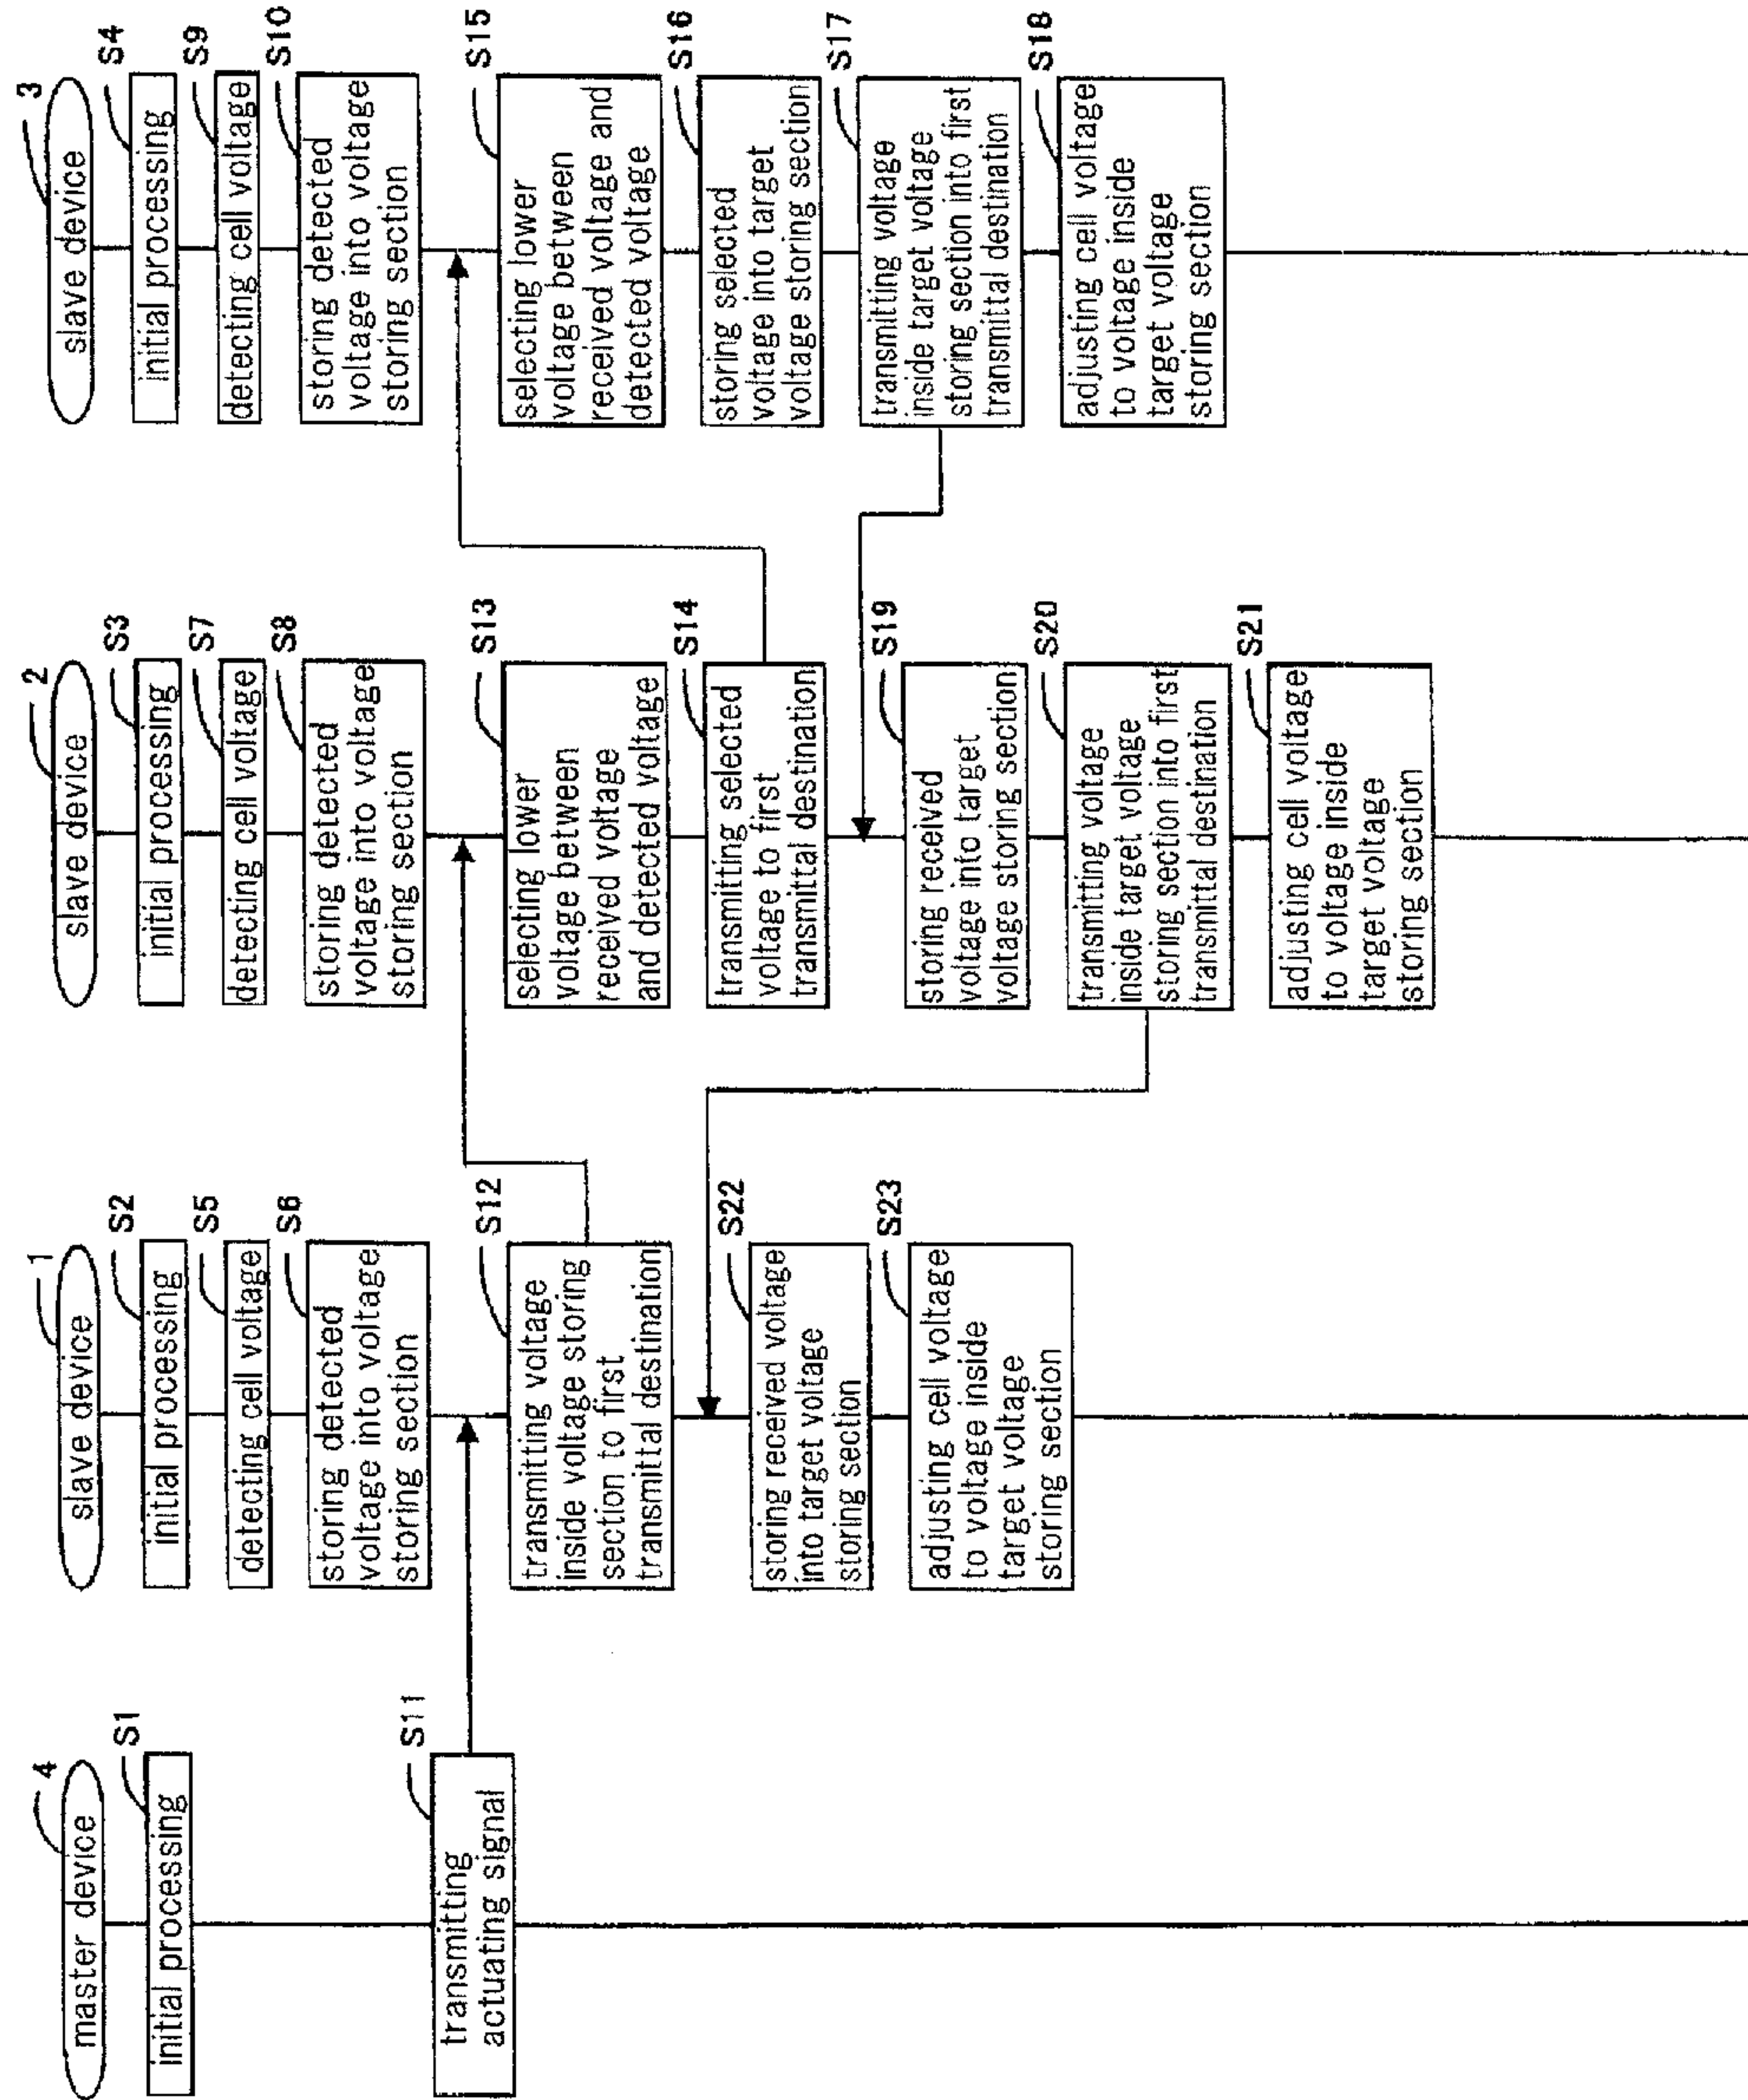 4
master device
S1
initial processing
S11
transmitting
actuating signal
1
slave device
S2
initial processing
S5
detecting cell voltage
S6
storing detected
voltage into voltage
storing section
S12
transmitting voltage
inside voltage storing
section to first
transmittal destination
S22
storing received voltage
into target voltage
storing section
S23
adjusting cell voltage
to voltage inside
target voltage
storing section
2
slave device
S3
initial processing
S7
detecting cell voltage
S8
storing detected
voltage into voltage
storing section
S13
selecting lower
voltage between
received voltage
and detected voltage
S14
transmitting selected
voltage to first
transmittal destination
S19
storing received
voltage into target
voltage storing section
S20
transmitting voltage
inside target voltage
storing section into first
transmittal destination
S21
adjusting cell voltage
to voltage inside
target voltage
storing section
3
slave device
S4
initial processing
S9
detecting cell voltage
S10
storing detected
voltage into voltage
storing section
S15
selecting lower
voltage between
received voltage and
detected voltage
S16
storing selected
voltage into target
voltage storing section
S17
transmitting voltage
inside target voltage
storing section into first
transmittal destination
S18
adjusting cell voltage
to voltage inside
target voltage
storing section